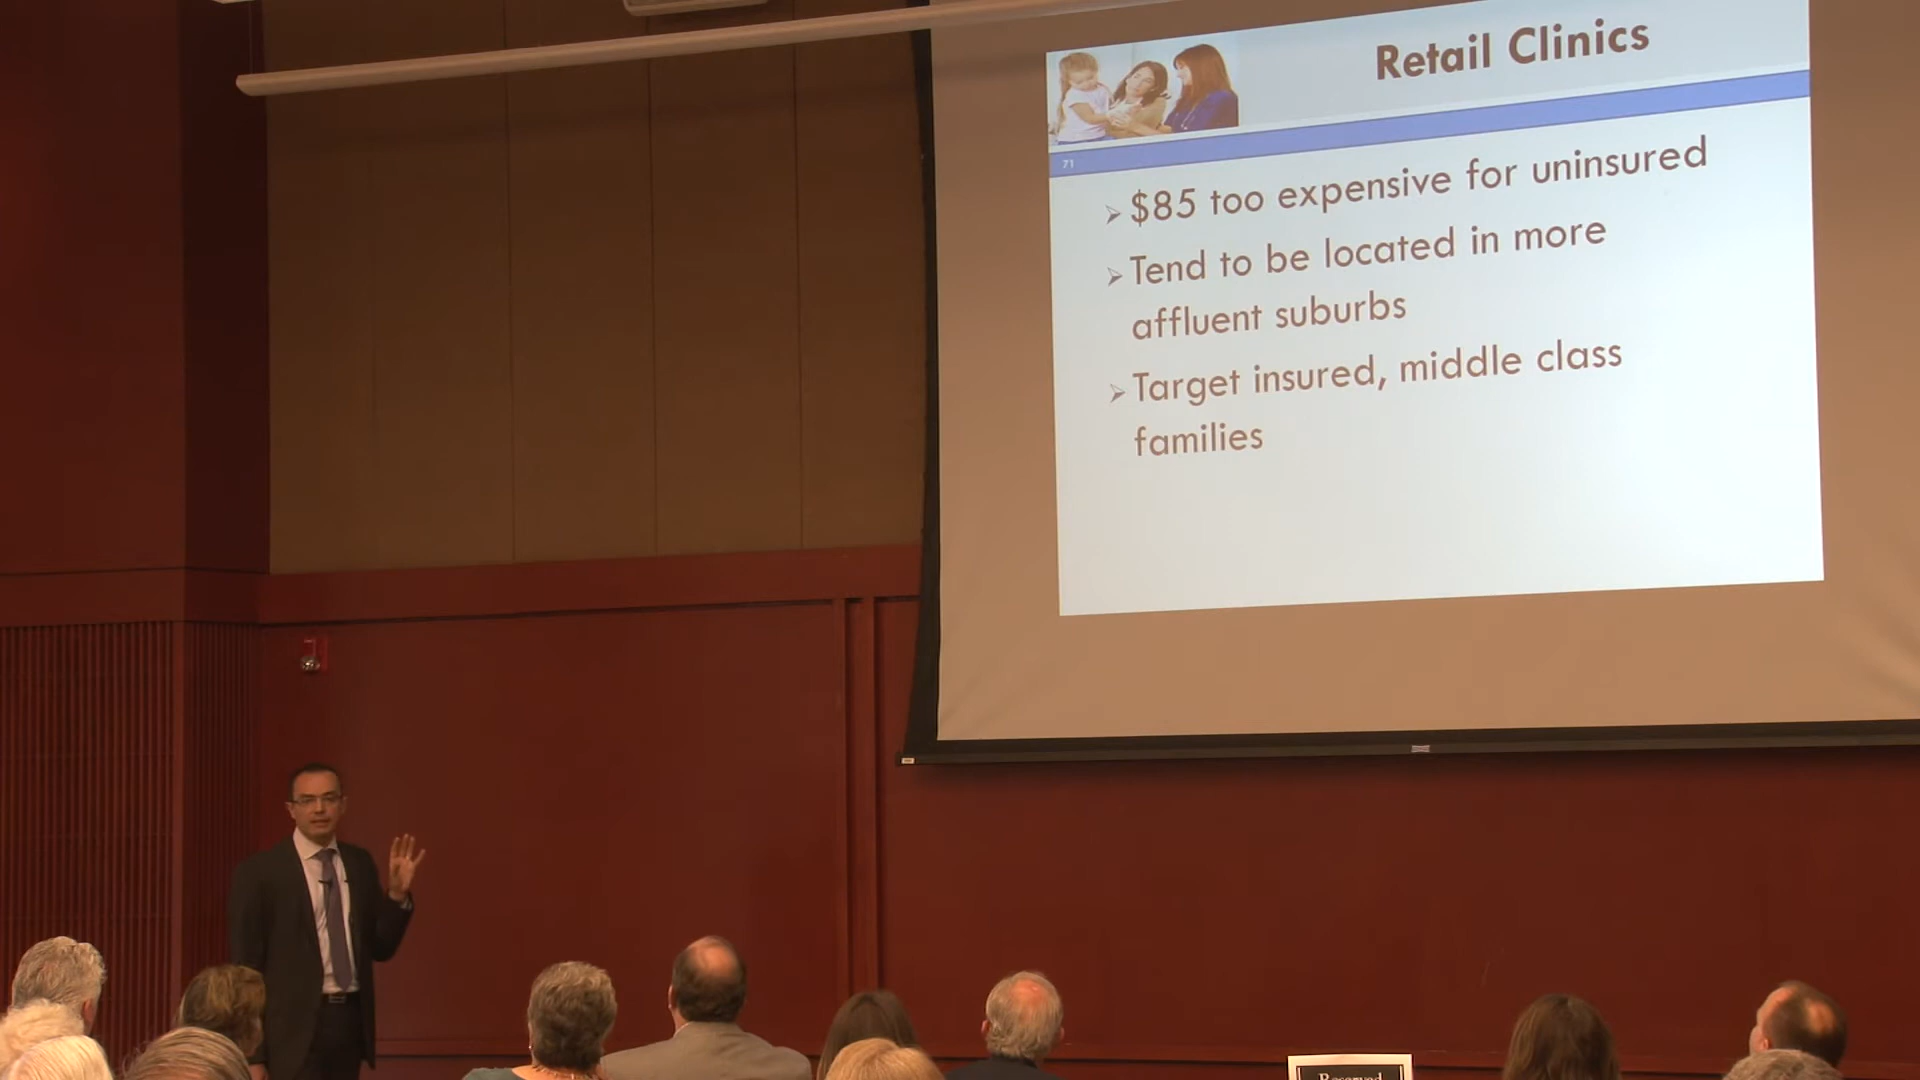 Retail Clinics
71
$85 too expensive for uninsured
Tend to be located in more
affluent suburbs
Target insured, middle class
families
Reserved